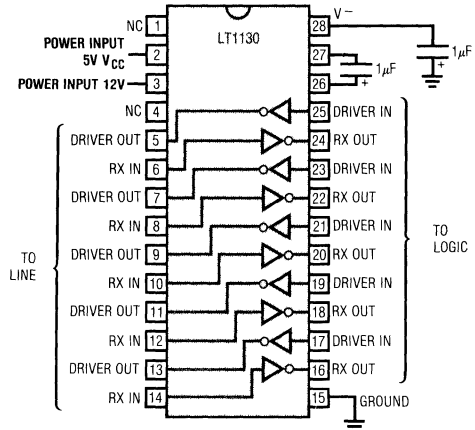 LT1130
NC 1
POWER INPUT
5V VCC 2
POWER INPUT 12V 3
NC 4
DRIVER OUT 5
RX IN 6
DRIVER OUT 7
RX IN 8
DRIVER OUT 9
RX IN 10
DRIVER OUT 11
RX IN 12
DRIVER OUT 13
RX IN 14
TO
LINE
28 V−
1μF
+
27
1μF
26 +
25 DRIVER IN
24 RX OUT
23 DRIVER IN
22 RX OUT
21 DRIVER IN
20 RX OUT
19 DRIVER IN
18 RX OUT
17 DRIVER IN
16 RX OUT
15 GROUND
TO
LOGIC